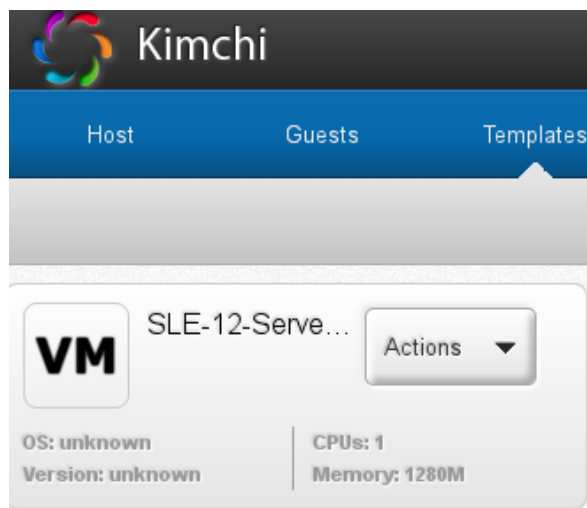 Kimchi
Host Guests Templates
VM
SLE-12-Serve...
Actions
OS: unknown
CPUs: 1
Version: unknown
Memory: 1280M